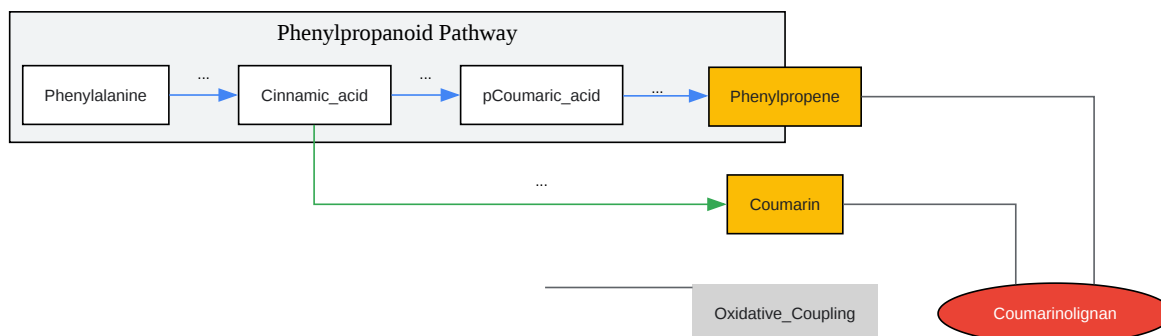 Phenylpropanoid Pathway
... ... ...
Phenylalanine Cinnamic_acid pCoumaric_acid Phenylpropene
...
Coumarin
Oxidative_Coupling Coumarinolignan